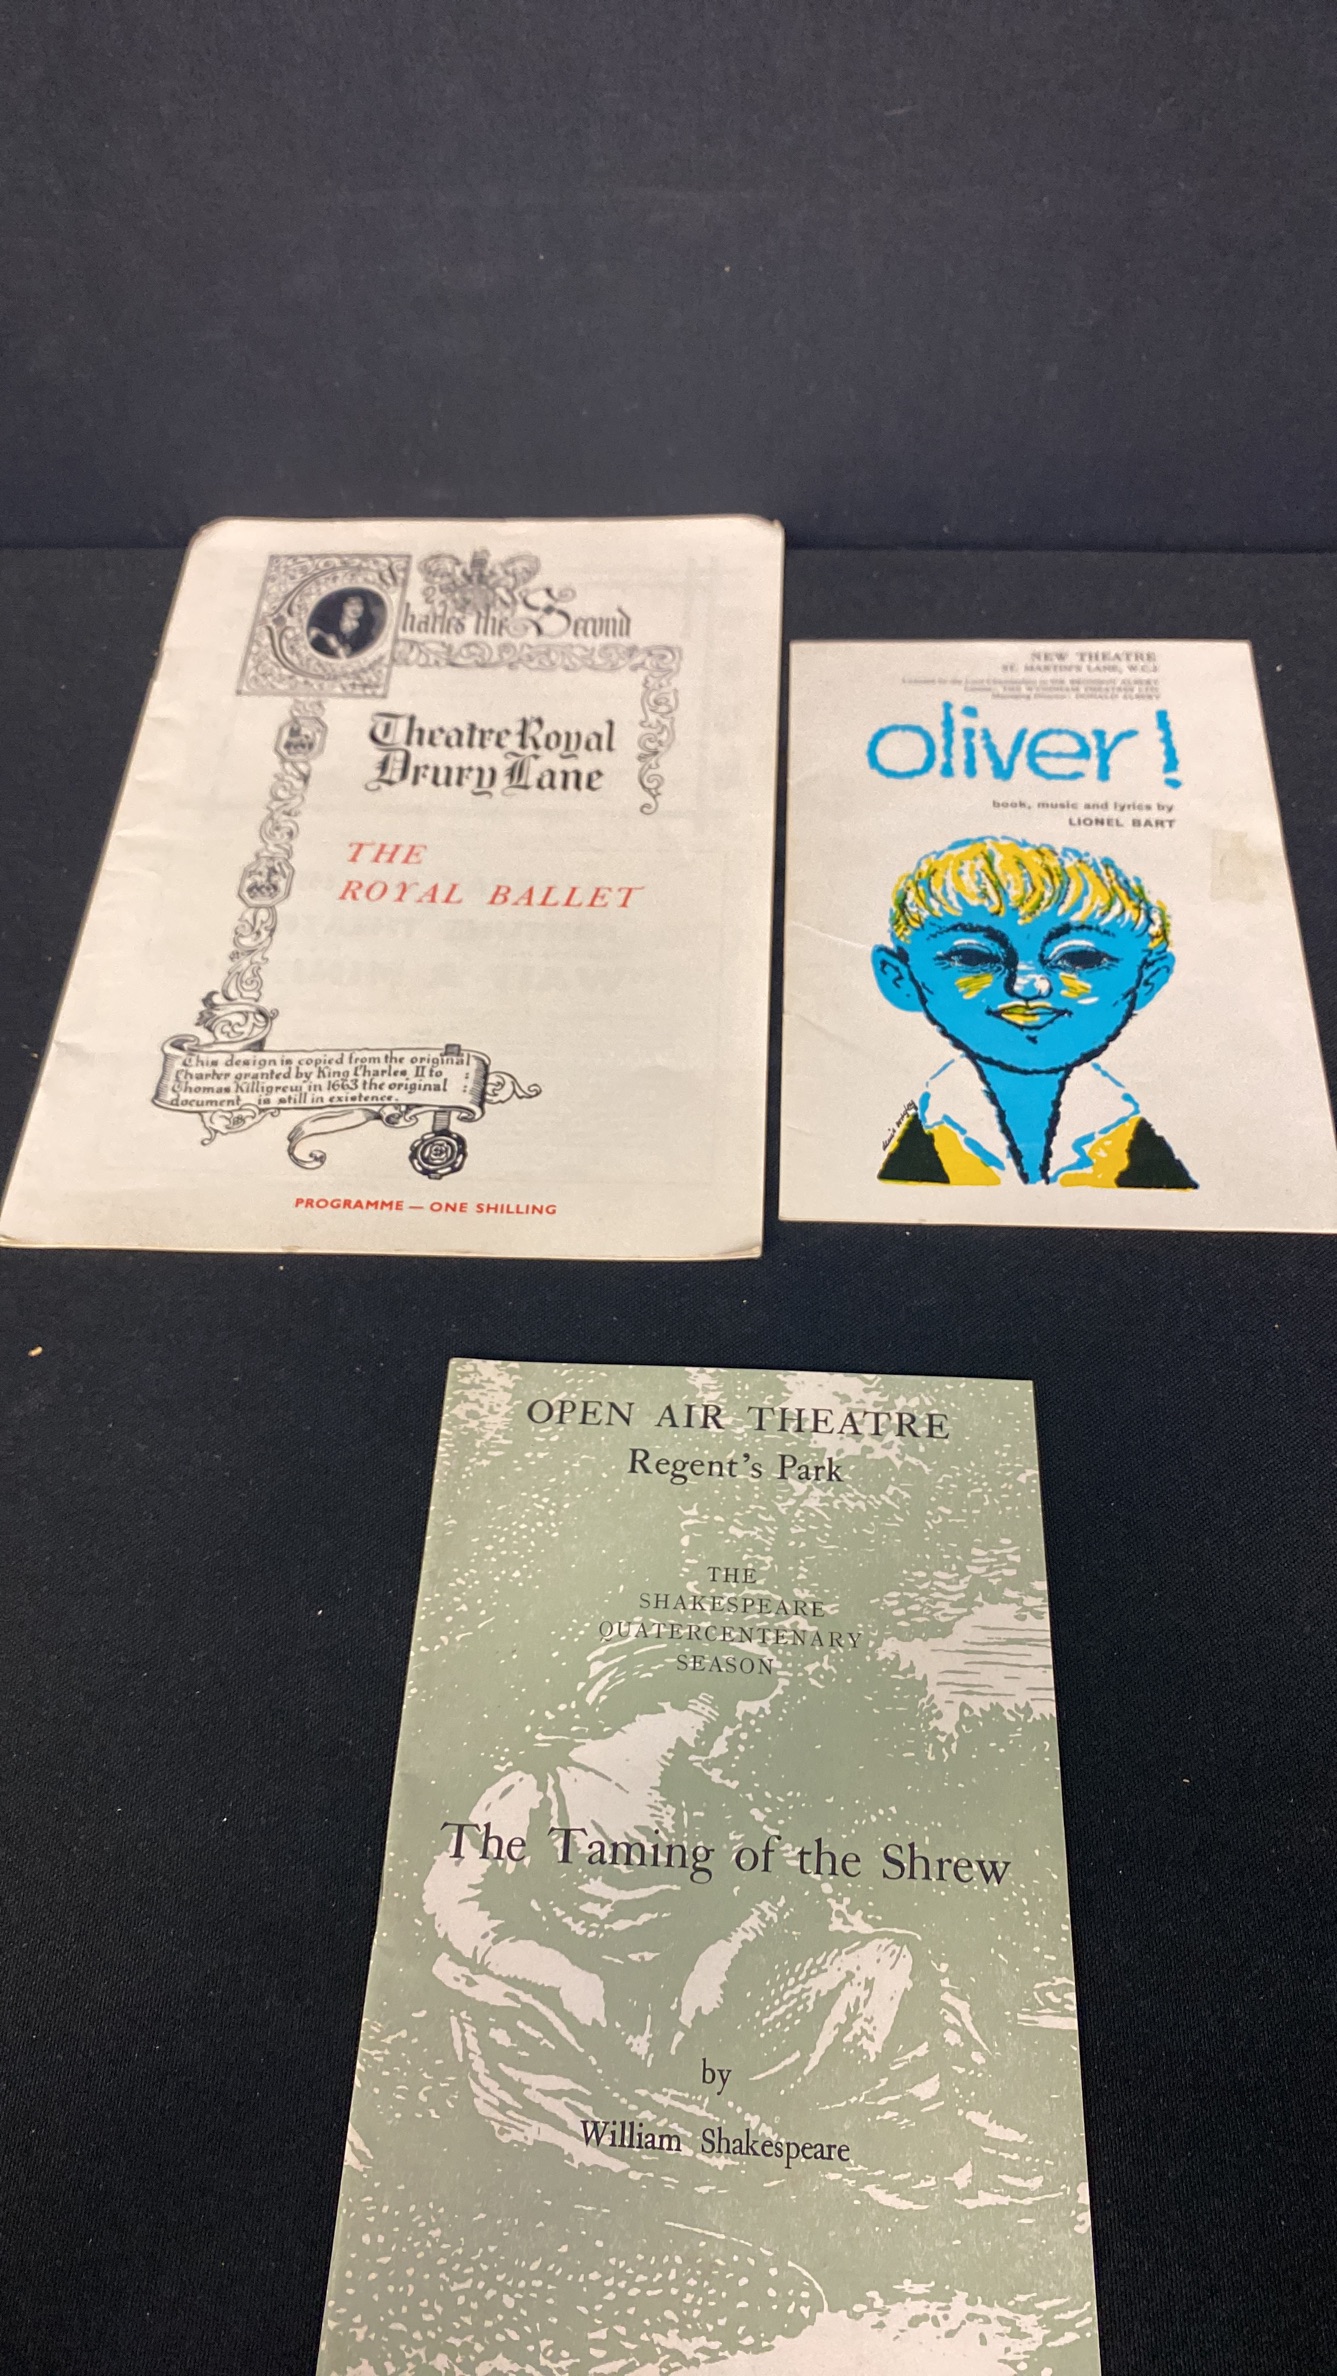 Charles the Second
Theatre Royal
Drury Lane
THE
ROYAL BALLET
This design is copied from the original
Charter granted by King Charles II to
Thomas Killigrew in 1663 the original
document is still in existence.
PROGRAMME — ONE SHILLING
NEW THEATRE
ST. MARTIN'S LANE, W.C.2
oliver!
book, music and lyrics by
LIONEL BART
OPEN AIR THEATRE
Regent's Park
THE
SHAKESPEARE
QUATERCENTENARY
SEASON
The Taming of the Shrew
by
William Shakespeare